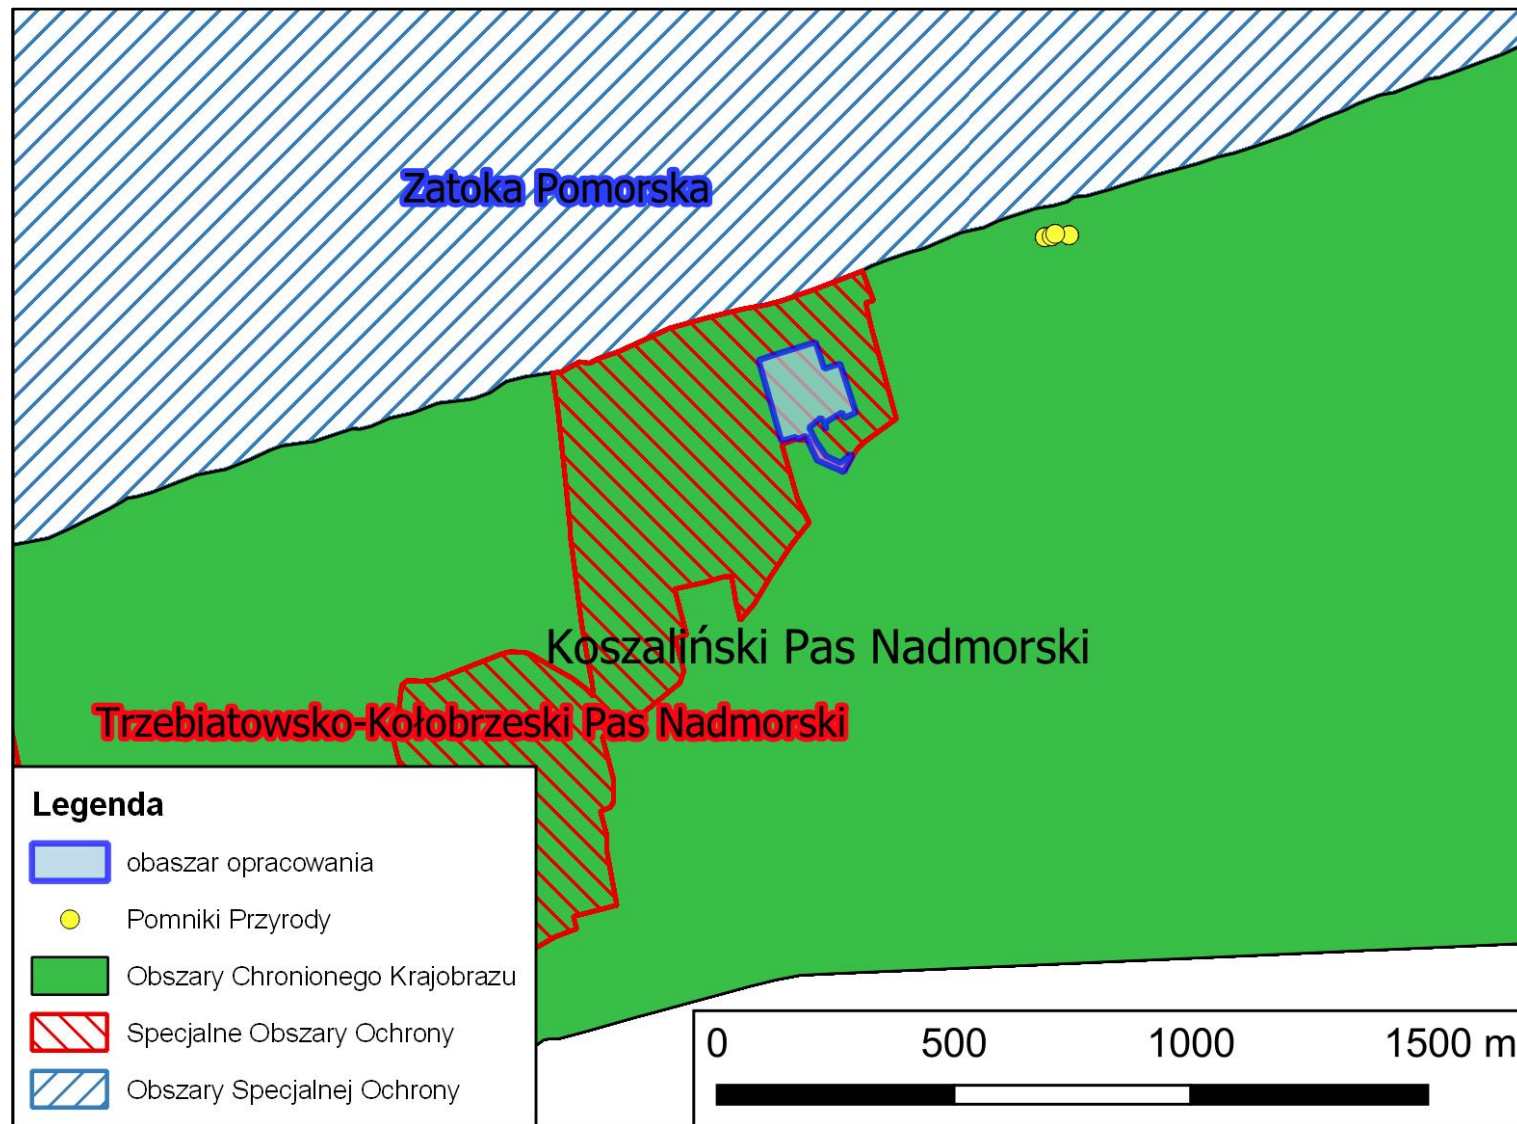 Zatoka Pomorska
Koszaliński Pas Nadmorski
Trzebiatowsko-Kołobrzeski Pas Nadmorski
Legenda
obaszar opracowania
Pomniki Przyrody
Obszary Chronionego Krajobrazu
Specjalne Obszary Ochrony
Obszary Specjalnej Ochrony
0 500 1000 1500 m